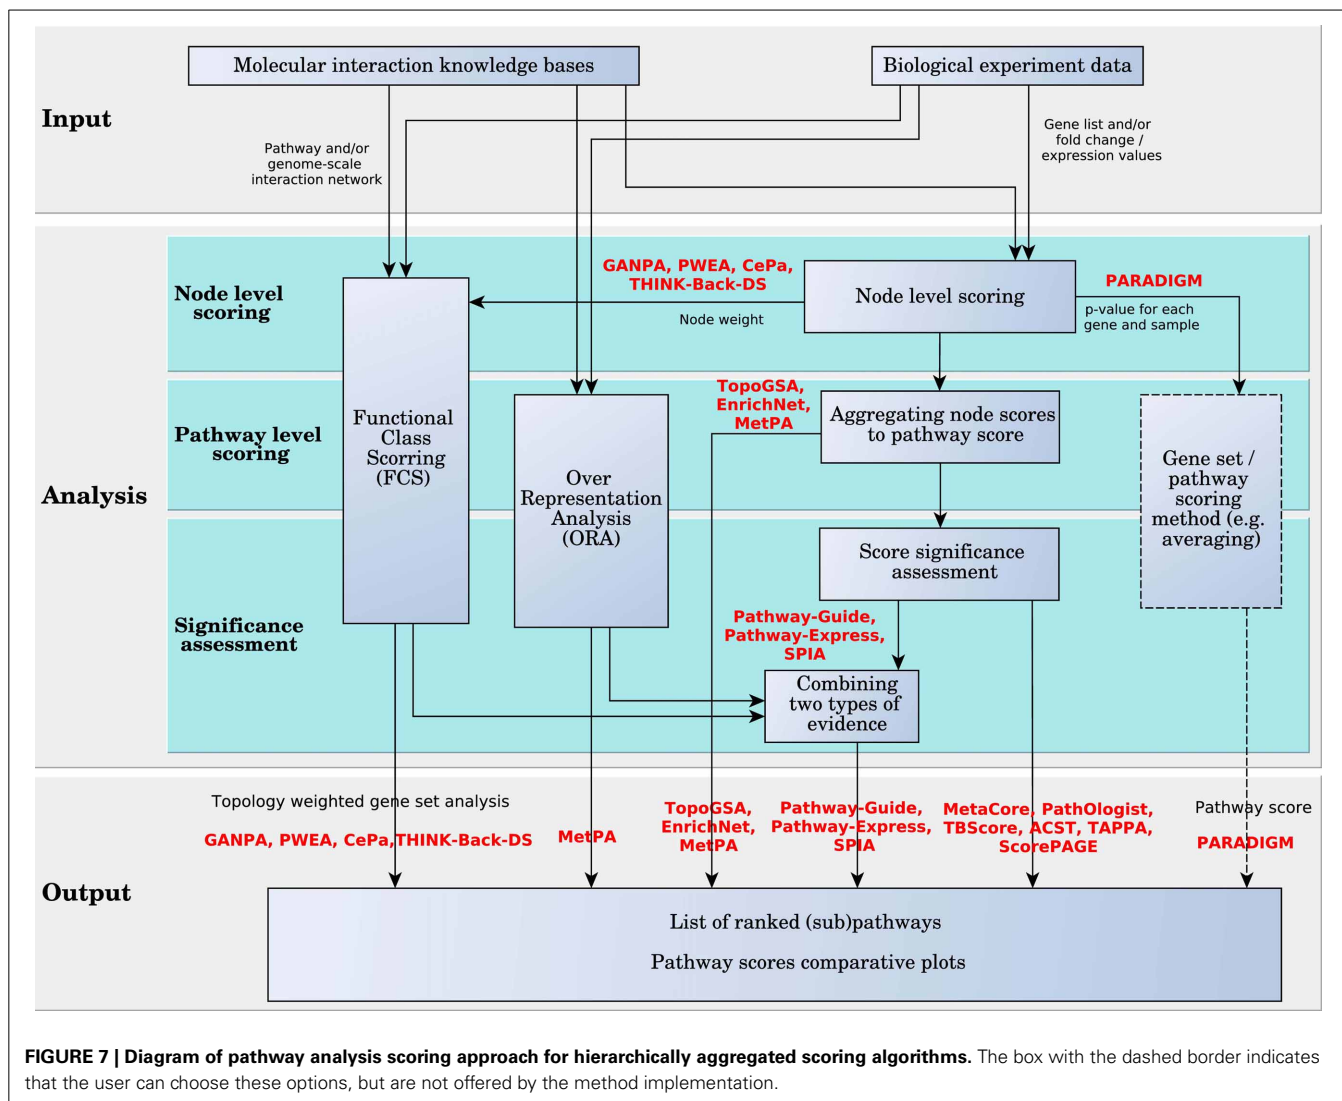 Molecular interaction knowledge bases
Biological experiment data
Input
Pathway and/or
genome-scale
interaction network
Gene list and/or
fold change /
expression values
Node level
scoring
GANPA, PWEA, CePa,
THINK-Back-DS
Node weight
Node level scoring
PARADIGM
p-value for each
gene and sample
Analysis
Pathway level
scoring
Functional
Class
Scorring
(FCS)
Over
Representation
Analysis
(ORA)
TopoGSA,
EnrichNet,
MetPA
Aggregating node scores
to pathway score
Gene set /
pathway
scoring
method (e.g.
averaging)
Significance
assessment
Score significance
assessment
Pathway-Guide,
Pathway-Express,
SPIA
Combining
two types of
evidence
Output
Topology weighted gene set analysis
GANPA, PWEA, CePa,THINK-Back-DS
MetPA
TopoGSA,
EnrichNet,
MetPA
Pathway-Guide,
Pathway-Express,
SPIA
MetaCore, PathOlogist,
TBScore, ACST, TAPPA,
ScorePAGE
Pathway score
PARADIGM
List of ranked (sub)pathways
Pathway scores comparative plots
FIGURE 7 | Diagram of pathway analysis scoring approach for hierarchically aggregated scoring algorithms. The box with the dashed border indicates
that the user can choose these options, but are not offered by the method implementation.